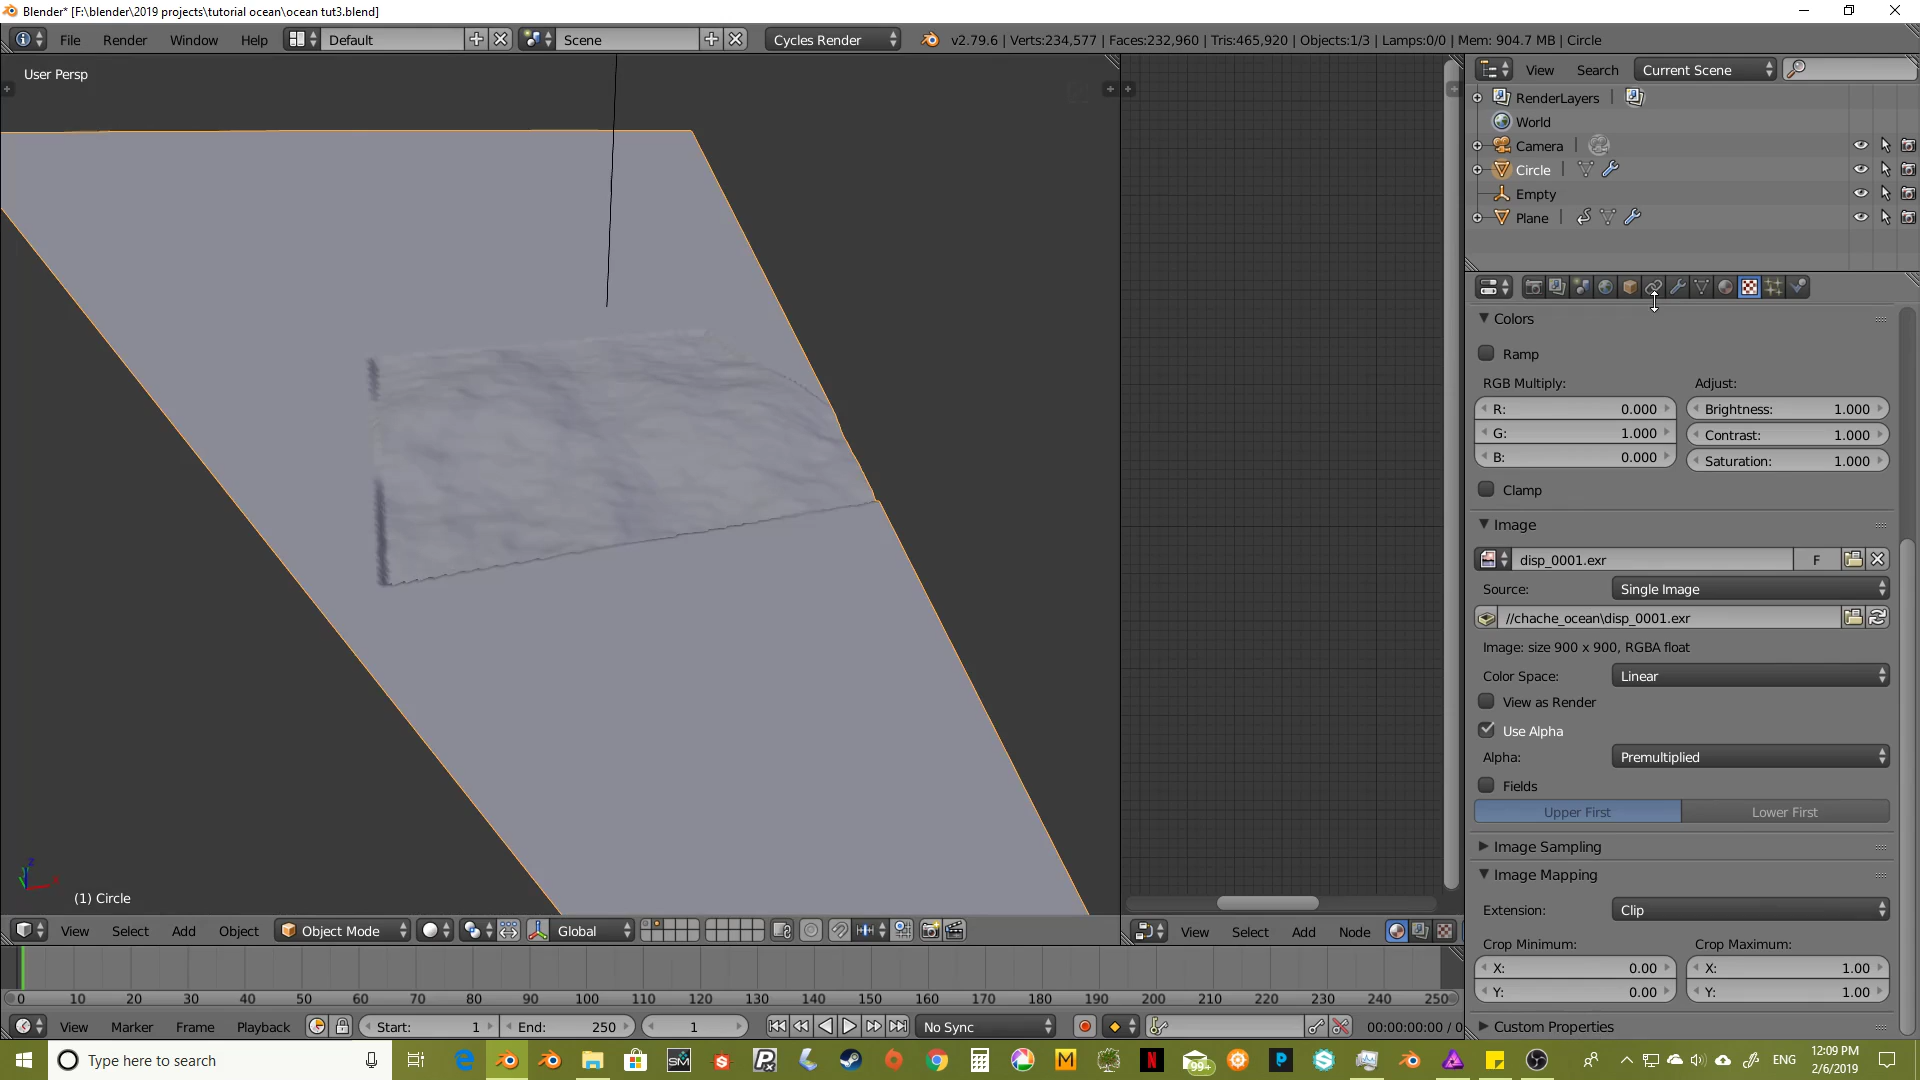 Blender* [F:\blender\2019 projects\tutorial ocean\ocean tut3.blend]
File Render Window Help Default Scene Cycles Render v2.79.6 | Verts:234,577 | Faces:232,960 | Tris:465,920 | Objects:1/3 | Lamps:0/0 | Mem: 904.7 MB | Circle
User Persp
View Search Current Scene
RenderLayers
World
Camera
Circle
Empty
Plane
Colors
Ramp
RGB Multiply: Adjust:
R: 0.000 Brightness: 1.000
G: 1.000 Contrast: 1.000
B: 0.000 Saturation: 1.000
Clamp
Image
disp_0001.exr F
Source: Single Image
//chache_ocean\disp_0001.exr
Image: size 900 x 900, RGBA float
Color Space: Linear
View as Render
Use Alpha
Alpha: Premultiplied
Fields
Upper First Lower First
Image Sampling
Image Mapping
Extension: Clip
Crop Minimum: Crop Maximum:
X: 0.00 X: 1.00
Y: 0.00 Y: 1.00
Custom Properties
(1) Circle
View Select Add Object Object Mode Global
View Select Add Node
0 10 20 30 40 50 60 70 80 90 100 110 120 130 140 150 160 170 180 190 200 210 220 230 240 250
View Marker Frame Playback Start: 1 End: 250 1 No Sync 00:00:00:00 / 0
Type here to search
99+
ENG
12:09 PM
2/6/2019